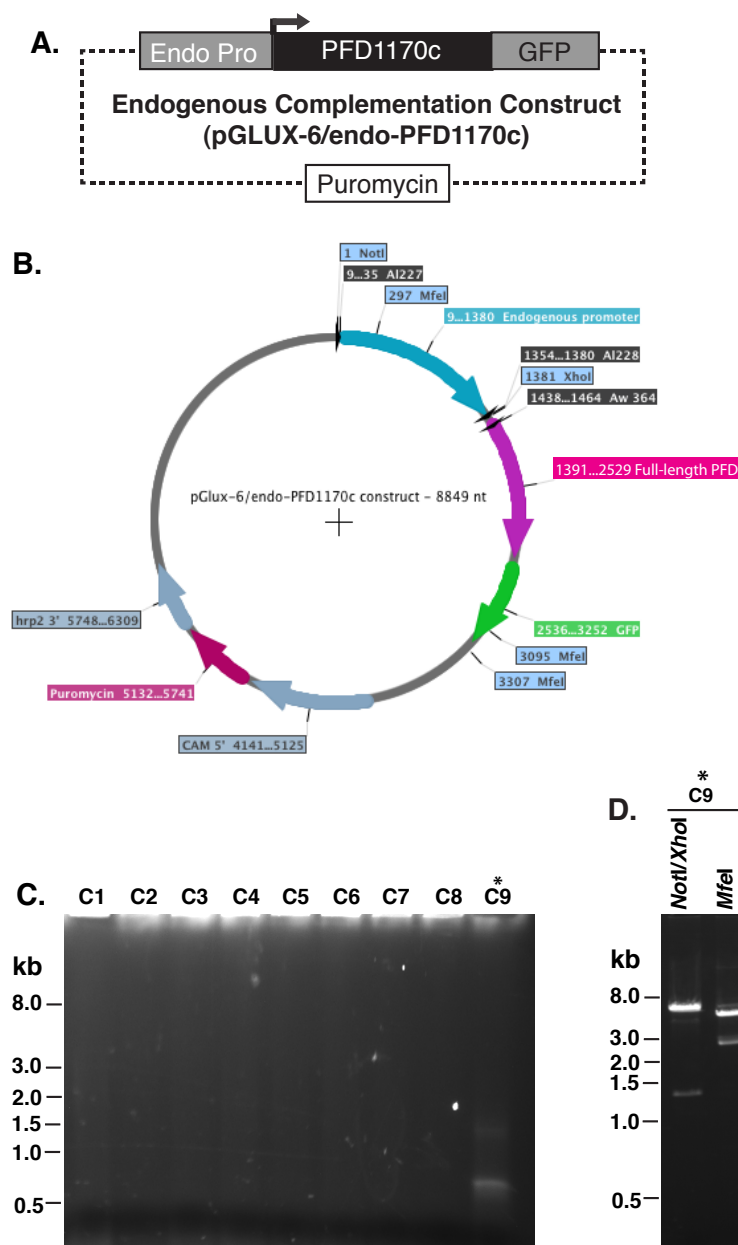 A.
Endo Pro PFD1170c GFP
Endogenous Complementation Construct
(pGLUX-6/endo-PFD1170c)
Puromycin
B.
1 NotI
9...35 Al227
297 MfeI
9...1380 Endogenous promoter
1354...1380 Al228
1381 XhoI
1438...1464 Aw 364
1391...2529 Full-length PFD
pGlux-6/endo-PFD1170c construct - 8849 nt
hrp2 3' 5748...6309
2536...3252 GFP
3095 MfeI
3307 MfeI
Puromycin 5132...5741
CAM 5' 4141...5125
C.
C1 C2 C3 C4 C5 C6 C7 C8 C9
*
kb
8.0
3.0
2.0
1.5
1.0
0.5
D.
*
C9
NotI/XhoI
MfeI
kb
8.0
3.0
2.0
1.5
1.0
0.5